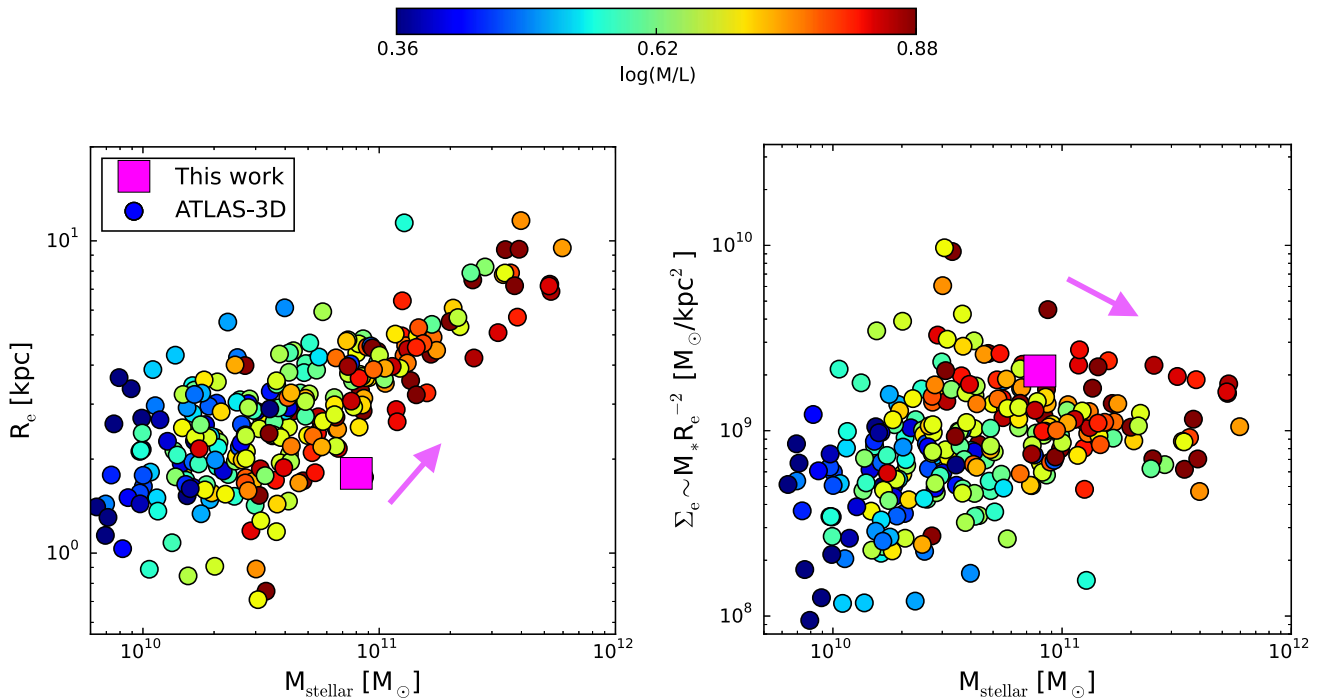 0.36 0.62 0.88
log(M/L)
This work
ATLAS-3D
10¹
10⁰
R_e [kpc]
10¹⁰ 10¹¹ 10¹²
M_stellar [M_⊙]
10¹⁰
10⁹
10⁸
Σ_e ~ M_* R_e⁻² [M_⊙/kpc²]
10¹⁰ 10¹¹ 10¹²
M_stellar [M_⊙]